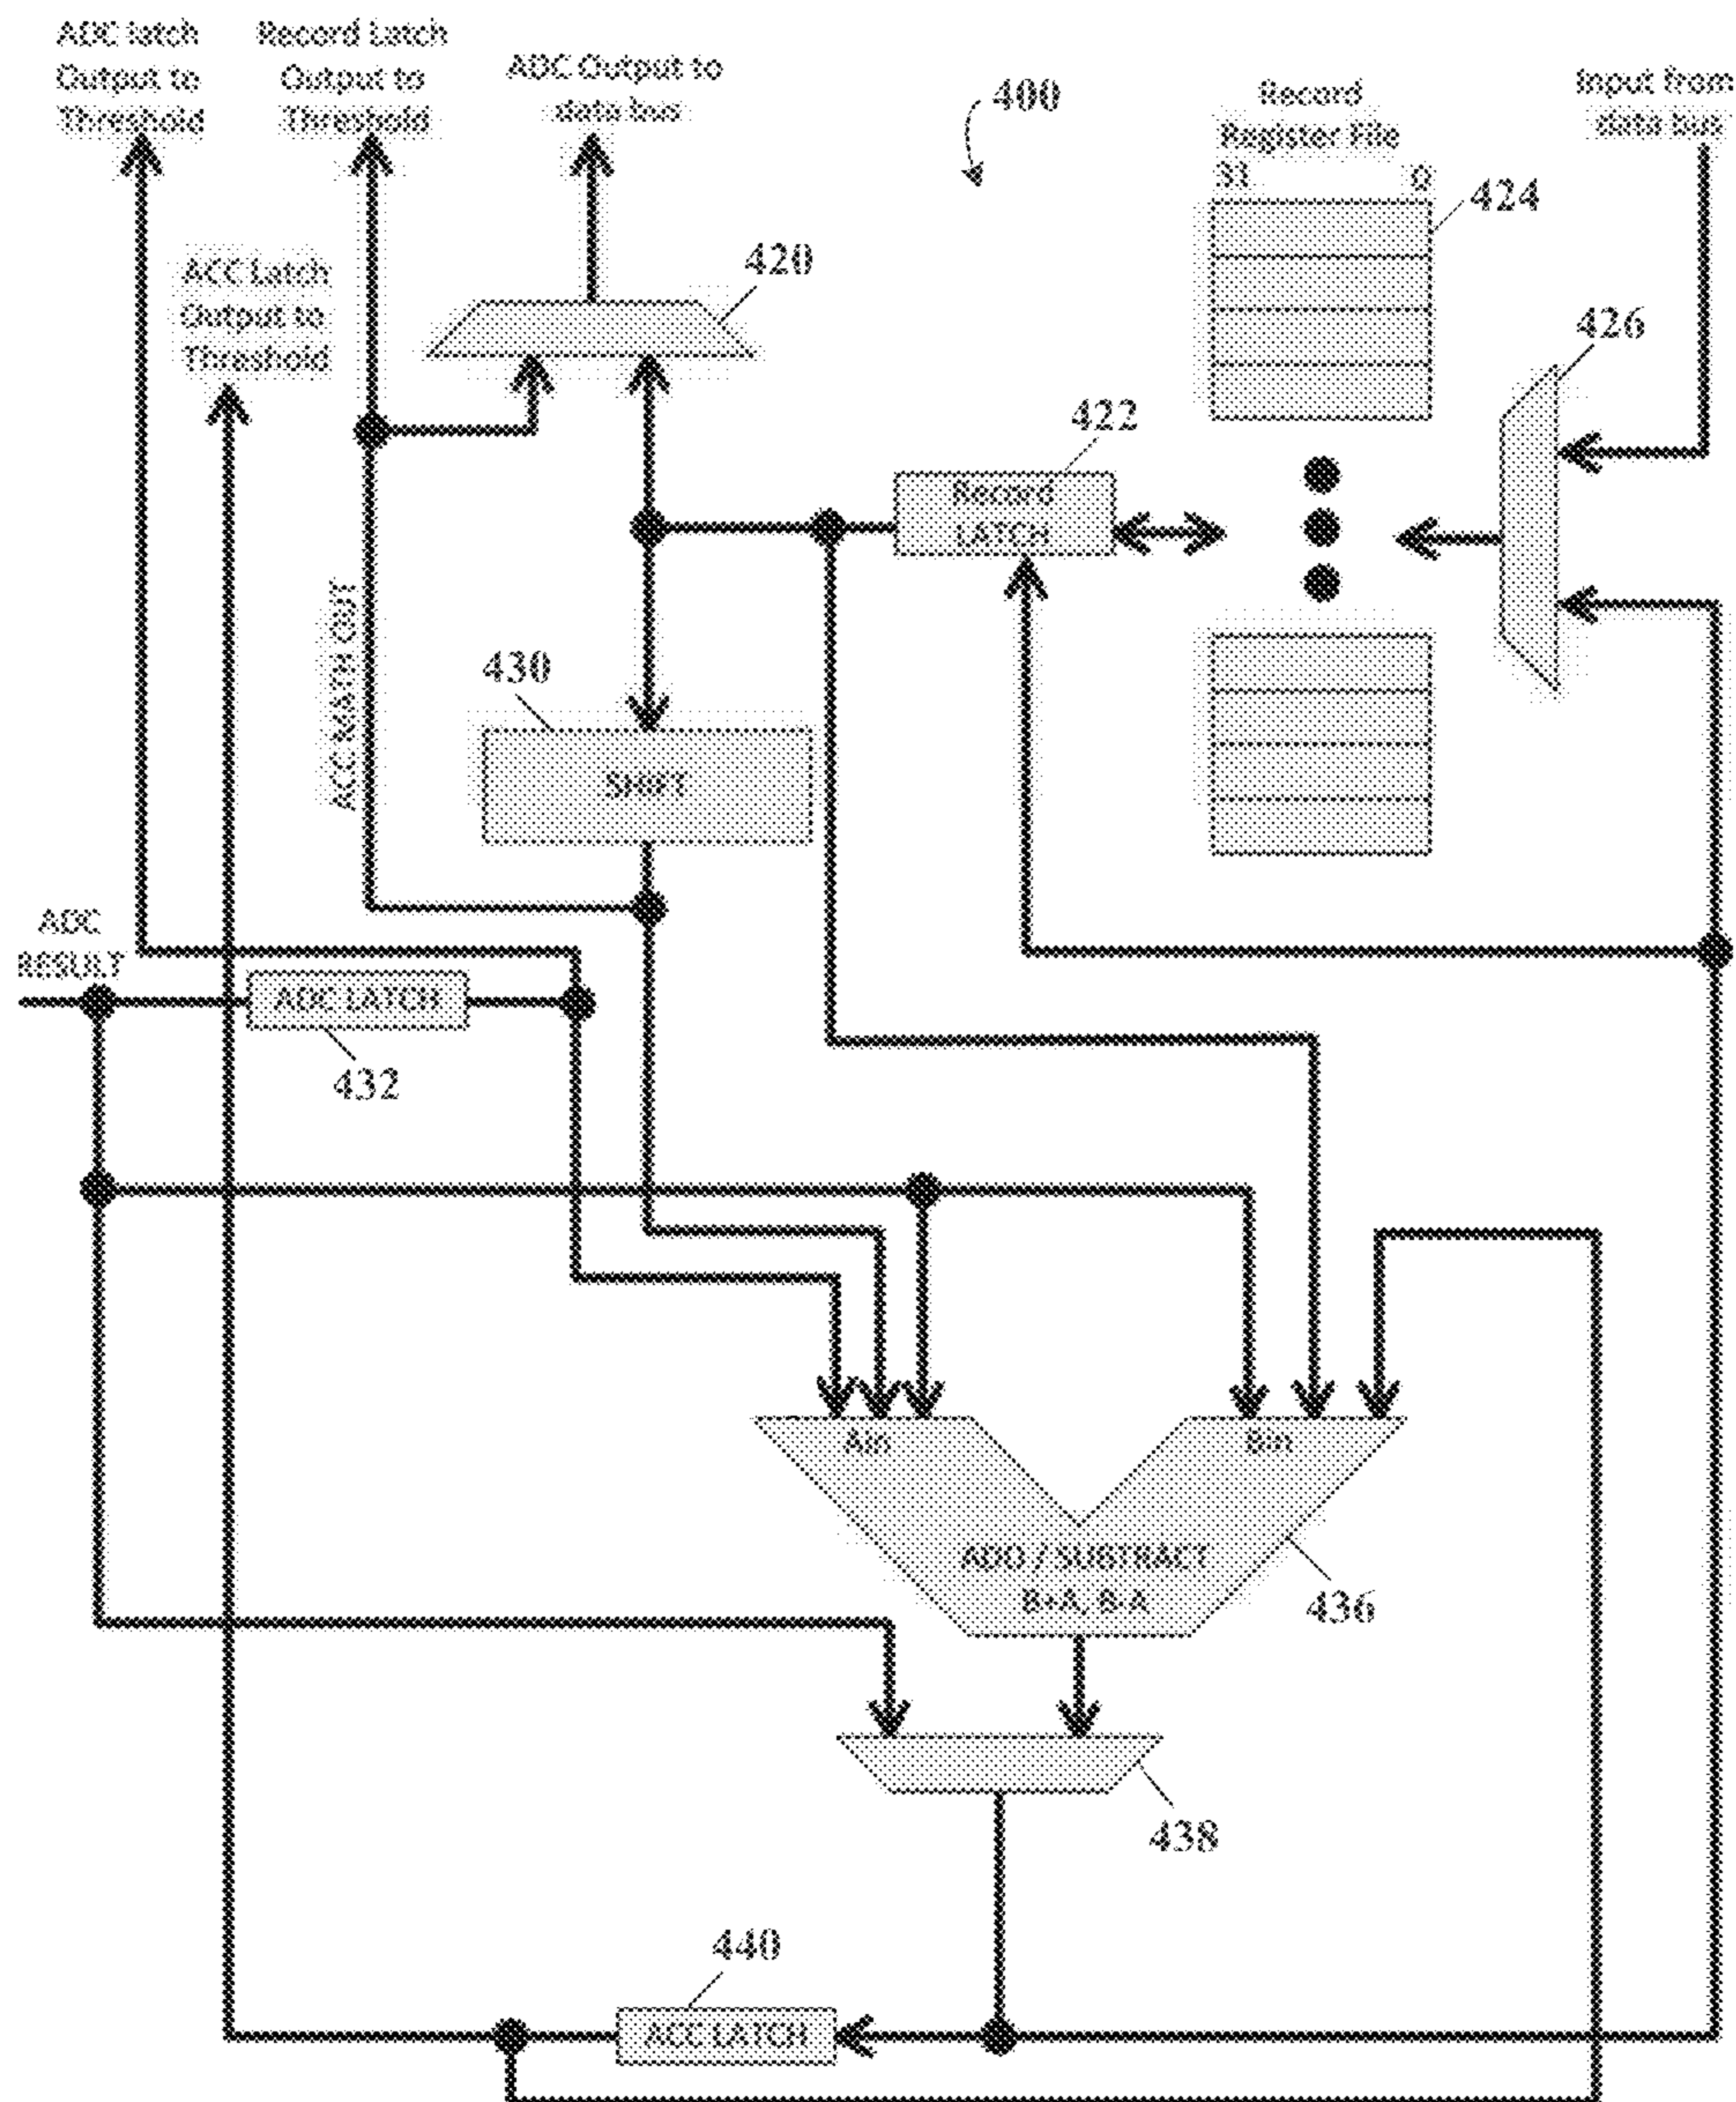 ADC latch
Output to
Threshold
Record Latch
Output to
Threshold
ADC Output to
data bus
400
Record
Register File
31 0
Input from
data bus
424
ACC Latch
Output to
Threshold
420
426
422
Record
LATCH
ACC MATH OUT
430
SHIFT
ADC
RESULT
ADC LATCH
432
Ain
Bin
ADD / SUBTRACT
B+A, B-A
436
438
440
ACC LATCH